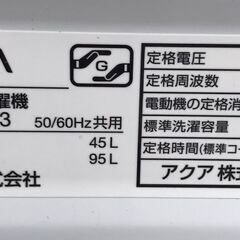 A
G
濯機
3 50/60Hz共用
45L
95L
式会社
定格電圧
定格周波数
電動機の定格消
標準洗濯容量
定格時間(標準コー
アクア 株式